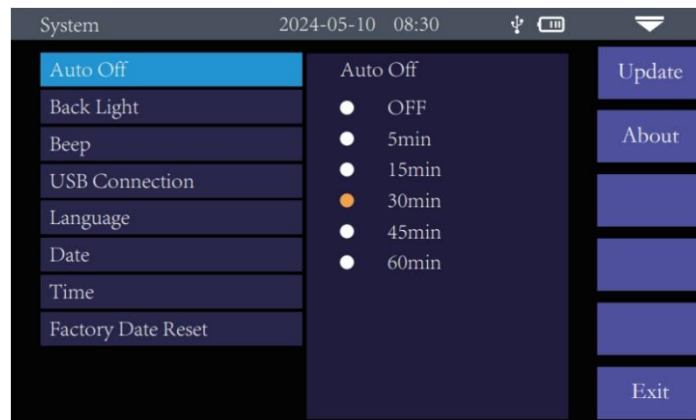 System 2024-05-10 08:30
Auto Off
Back Light
Beep
USB Connection
Language
Date
Time
Factory Date Reset
Auto Off
OFF
5min
15min
30min
45min
60min
Update
About
Exit